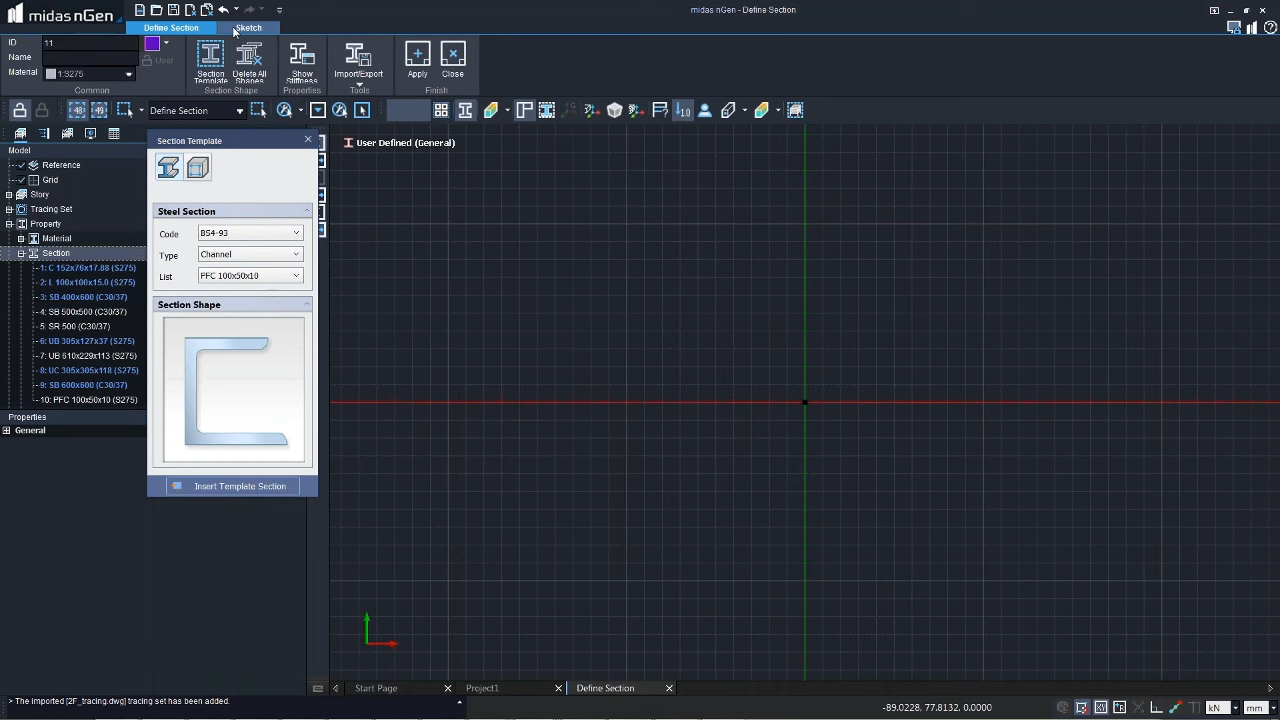 midas nGen
midas nGen - Define Section
Define Section
Sketch
ID
11
Name
User
Material
1:S275
Section
Template
Delete All
Shapes
Show
Stiffness
Import/Export
Apply
Close
Common
Section Shape
Properties
Tools
Finish
48
49
Define Section
1.0
Section Template
User Defined (General)
Model
Reference
Grid
Story
Tracing Set
Property
Material
Section
1: C 152x76x17.88 (S275)
2: L 100x100x15.0 (S275)
3: SB 400x600 (C30/37)
4: SB 500x500 (C30/37)
5: SR 500 (C30/37)
6: UB 305x127x37 (S275)
7: UB 610x229x113 (S275)
8: UC 305x305x118 (S275)
9: SB 600x600 (C30/37)
10: PFC 100x50x10 (S275)
Properties
General
Steel Section
Code
BS4-93
Type
Channel
List
PFC 100x50x10
Section Shape
Insert Template Section
Start Page
Project1
Define Section
> The imported [2F_tracing.dwg] tracing set has been added.
-89.0228, 77.8132, 0.0000
kN
mm